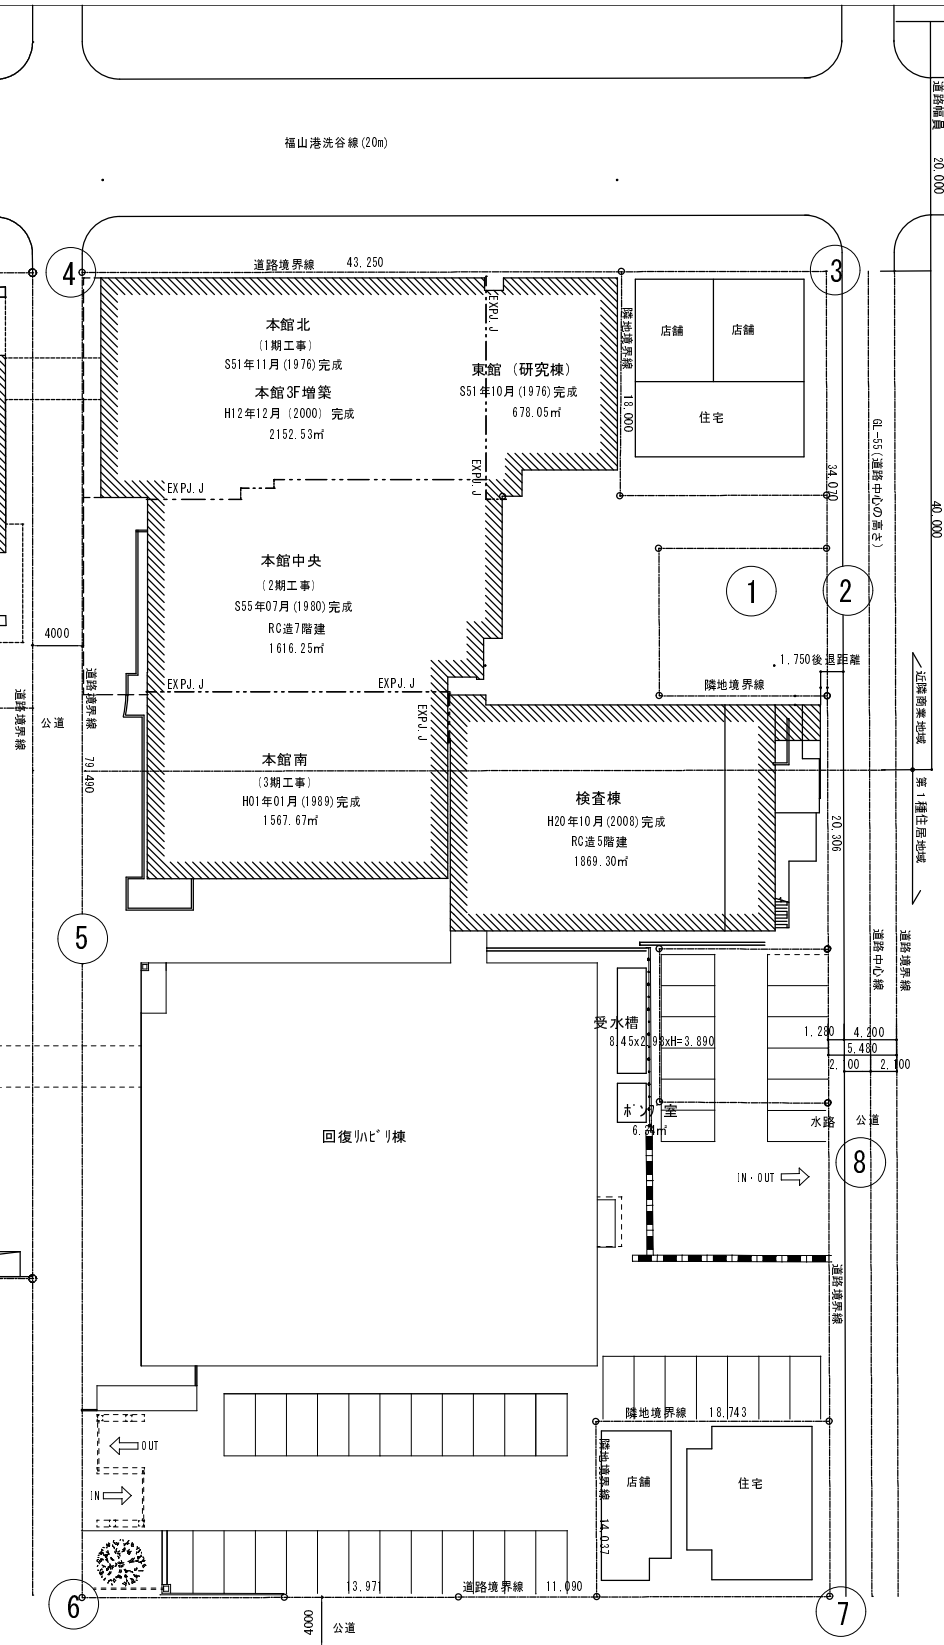 福山港洗谷線(20m)
道路幅員 20.000
4
道路境界線 43.250
3
本館北
(1期工事)
S51年11月(1976)完成
本館3F増築
H12年12月 (2000) 完成
2152.53㎡
EXPJ.J
東館 (研究棟)
S51年10月(1976)完成
678.05㎡
隣地境界線 18.000
店舗
店舗
住宅
GL-55(道路中心の高さ)
34.070
40.000
EXPJ.J
EXPJ.J
本館中央
(2期工事)
S55年07月(1980)完成
RC造7階建
1616.25㎡
1
2
4000
道路境界線
公道
道路境界線
79.490
EXPJ.J
EXPJ.J
EXPJ.J
1.750後退距離
隣地境界線
近隣商業地域
第1種住居地域
本館南
(3期工事)
H01年01月(1989)完成
1567.67㎡
検査棟
H20年10月(2008)完成
RC造5階建
1869.30㎡
20.306
5
道路中心線
道路境界線
受水槽
1.280
4.200
5.480
2.100
水路
公道
ポンプ室
回復リハビリ棟
8
IN・OUT
道路境界線
隣地境界線 18.743
隣地境界線 14.037
OUT
IN
店舗
住宅
13.971
道路境界線
11.090
6
7
4000
公道